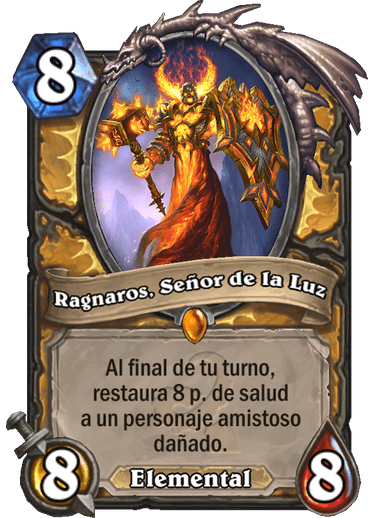 8
Ragnaros, Señor de la Luz
Al final de tu turno,
restaura 8 p. de salud
a un personaje amistoso
dañado.
8
Elemental
8